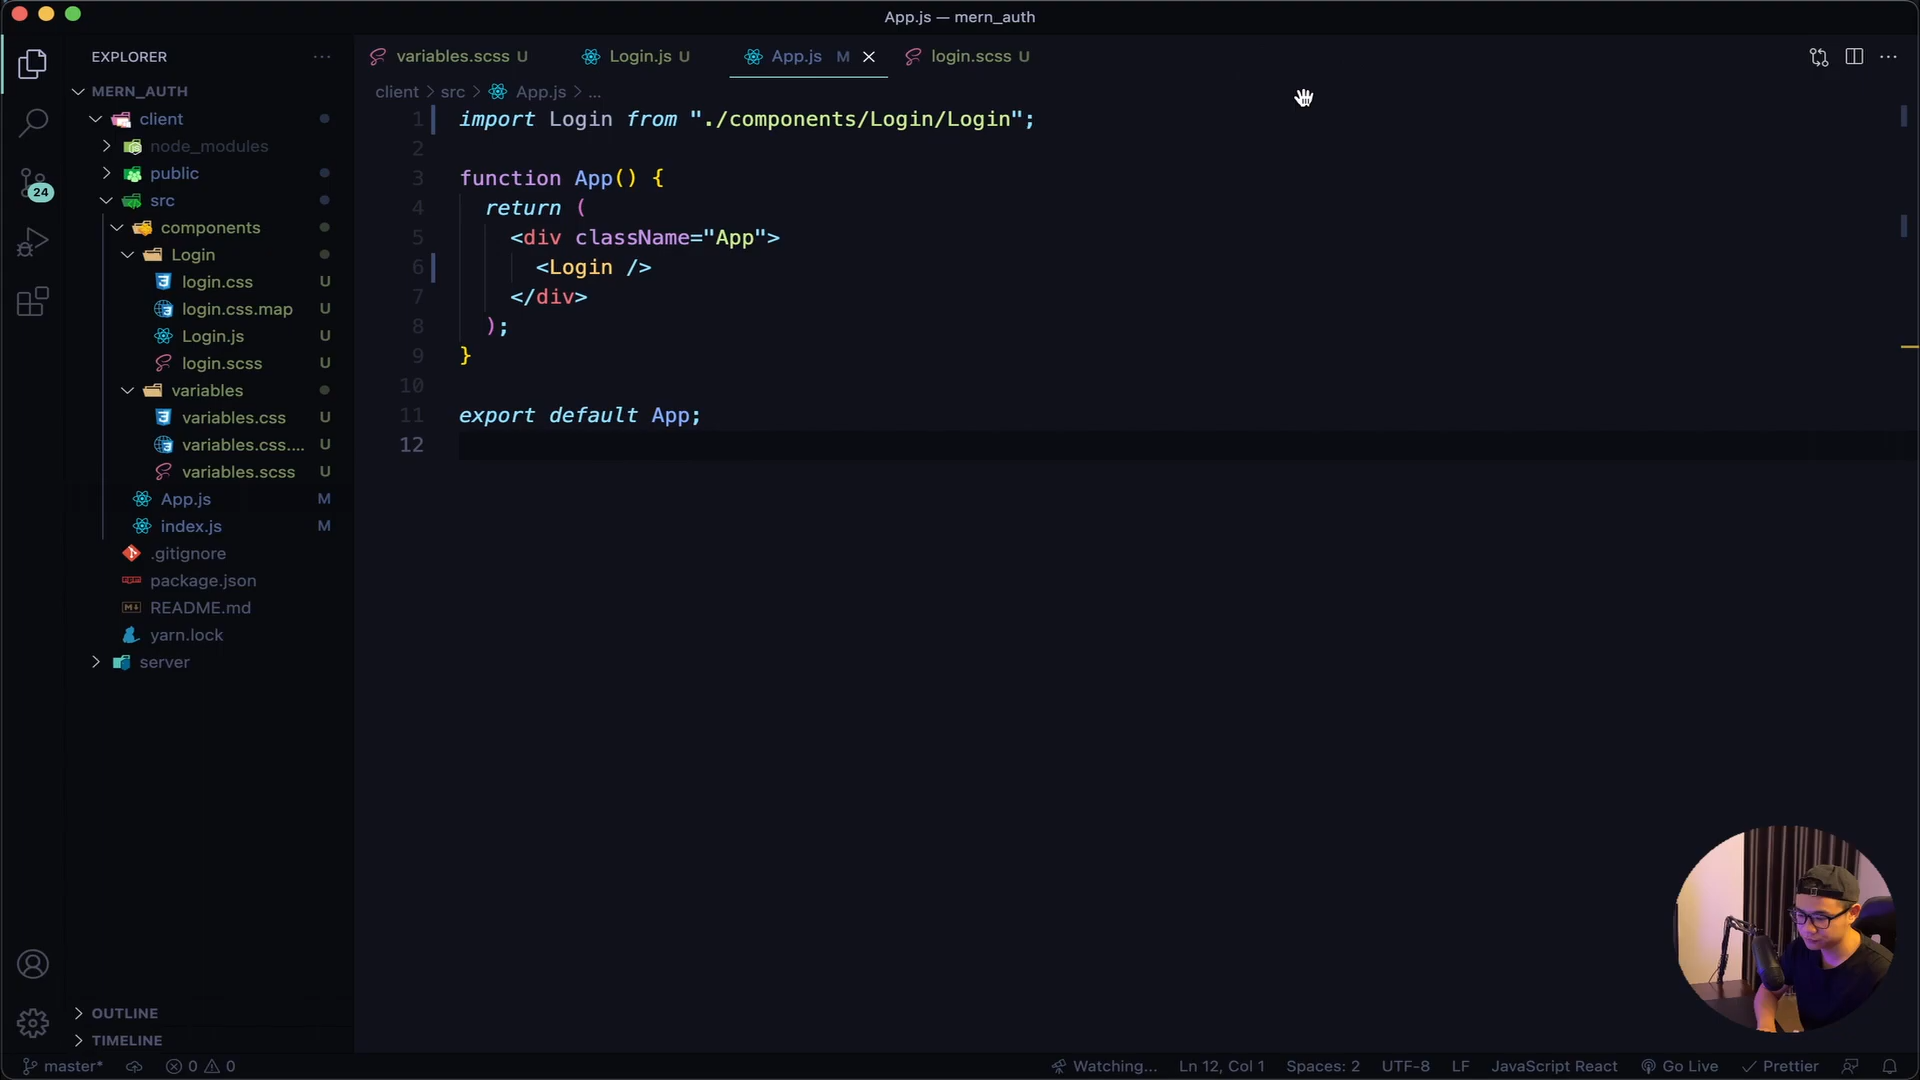 App.js — mern_auth
EXPLORER
MERN_AUTH
client
node_modules
public
src
components
Login
login.css U
login.css.map U
Login.js U
login.scss U
variables
variables.css U
variables.css.... U
variables.scss U
App.js M
index.js M
.gitignore
package.json
README.md
yarn.lock
server
OUTLINE
TIMELINE
24
variables.scss U
Login.js U
App.js M
login.scss U
client > src > App.js > ...
1 import Login from "./components/Login/Login";
2
3 function App() {
4 return (
5 <div className="App">
6 <Login />
7 </div>
8 );
9 }
10
11 export default App;
12
master* 0 0 Watching... Ln 12, Col 1 Spaces: 2 UTF-8 LF JavaScript React Go Live Prettier